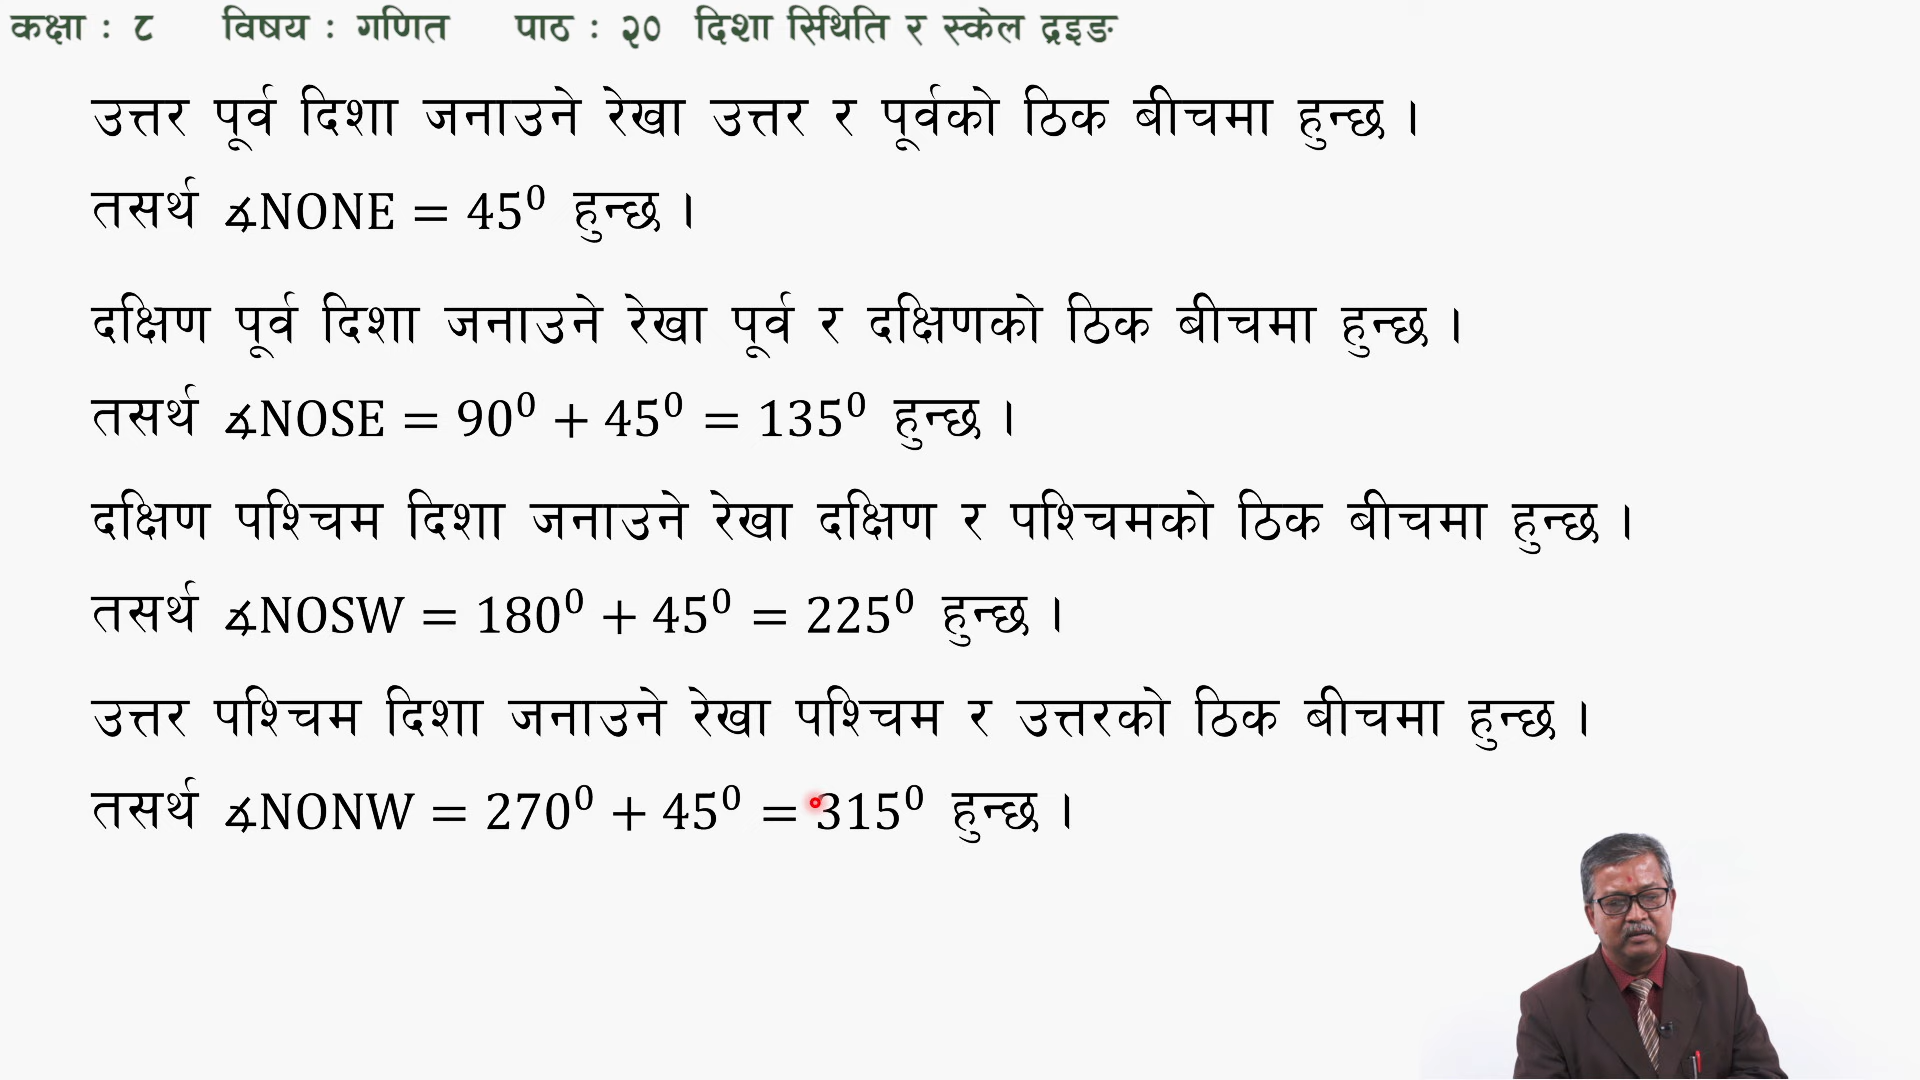 कक्षा : ८ विषय : गणित पाठ : २० दिशा स्थिति र स्केल द्रइङ
उत्तर पूर्व दिशा जनाउने रेखा उत्तर र पूर्वको ठिक बीचमा हुन्छ ।
तसर्थ ∡NONE = 45⁰ हुन्छ ।
दक्षिण पूर्व दिशा जनाउने रेखा पूर्व र दक्षिणको ठिक बीचमा हुन्छ ।
तसर्थ ∡NOSE = 90⁰ + 45⁰ = 135⁰ हुन्छ ।
दक्षिण पश्चिम दिशा जनाउने रेखा दक्षिण र पश्चिमको ठिक बीचमा हुन्छ ।
तसर्थ ∡NOSW = 180⁰ + 45⁰ = 225⁰ हुन्छ ।
उत्तर पश्चिम दिशा जनाउने रेखा पश्चिम र उत्तरको ठिक बीचमा हुन्छ ।
तसर्थ ∡NONW = 270⁰ + 45⁰ = 315⁰ हुन्छ ।